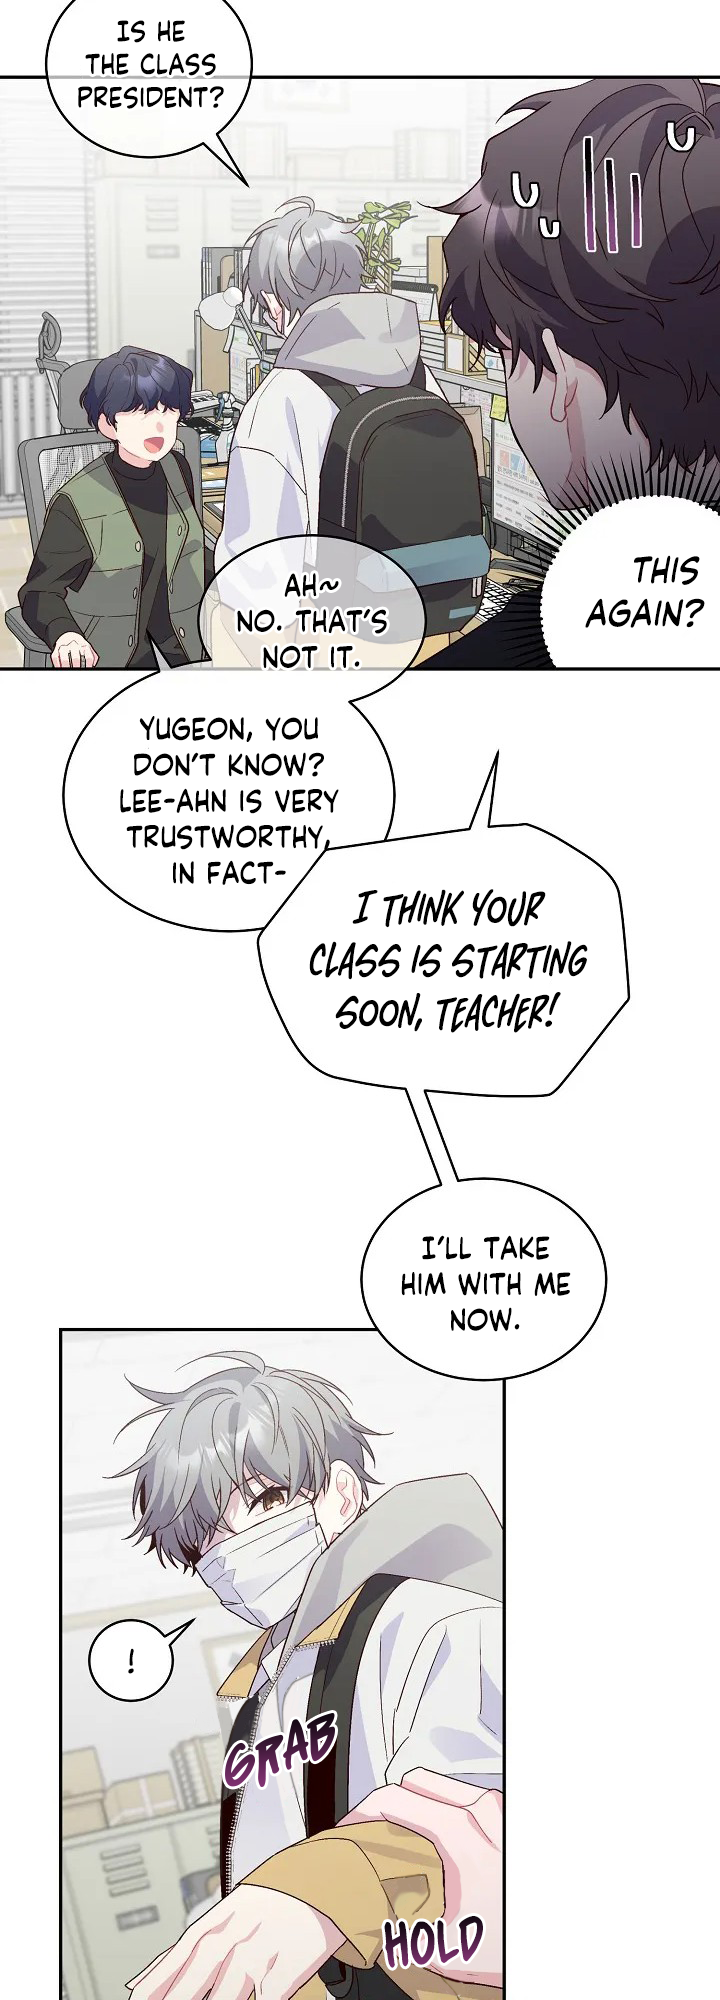 IS HE
THE CLASS
PRESIDENT?
THIS
AGAIN?
AH~
NO. THAT'S
NOT IT.
YUGEON, YOU
DON'T KNOW?
LEE-AHN IS VERY
TRUSTWORTHY,
IN FACT-
I THINK YOUR
CLASS IS STARTING
SOON, TEACHER!
I'LL TAKE
HIM WITH ME
NOW.
!
GRAB
HOLD